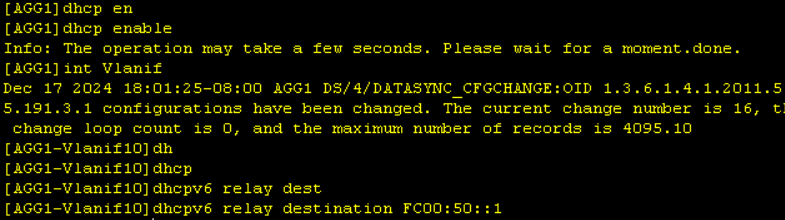 [AGG1]dhcp en
[AGG1]dhcp enable
Info: The operation may take a few seconds. Please wait for a moment.done.
[AGG1]int Vlanif
Dec 17 2024 18:01:25-08:00 AGG1 DS/4/DATASYNC_CFGCHANGE:OID 1.3.6.1.4.1.2011.5
5.191.3.1 configurations have been changed. The current change number is 16, t
change loop count is 0, and the maximum number of records is 4095.10
[AGG1-Vlanif10]dh
[AGG1-Vlanif10]dhcp
[AGG1-Vlanif10]dhcpv6 relay dest
[AGG1-Vlanif10]dhcpv6 relay destination FC00:50::1